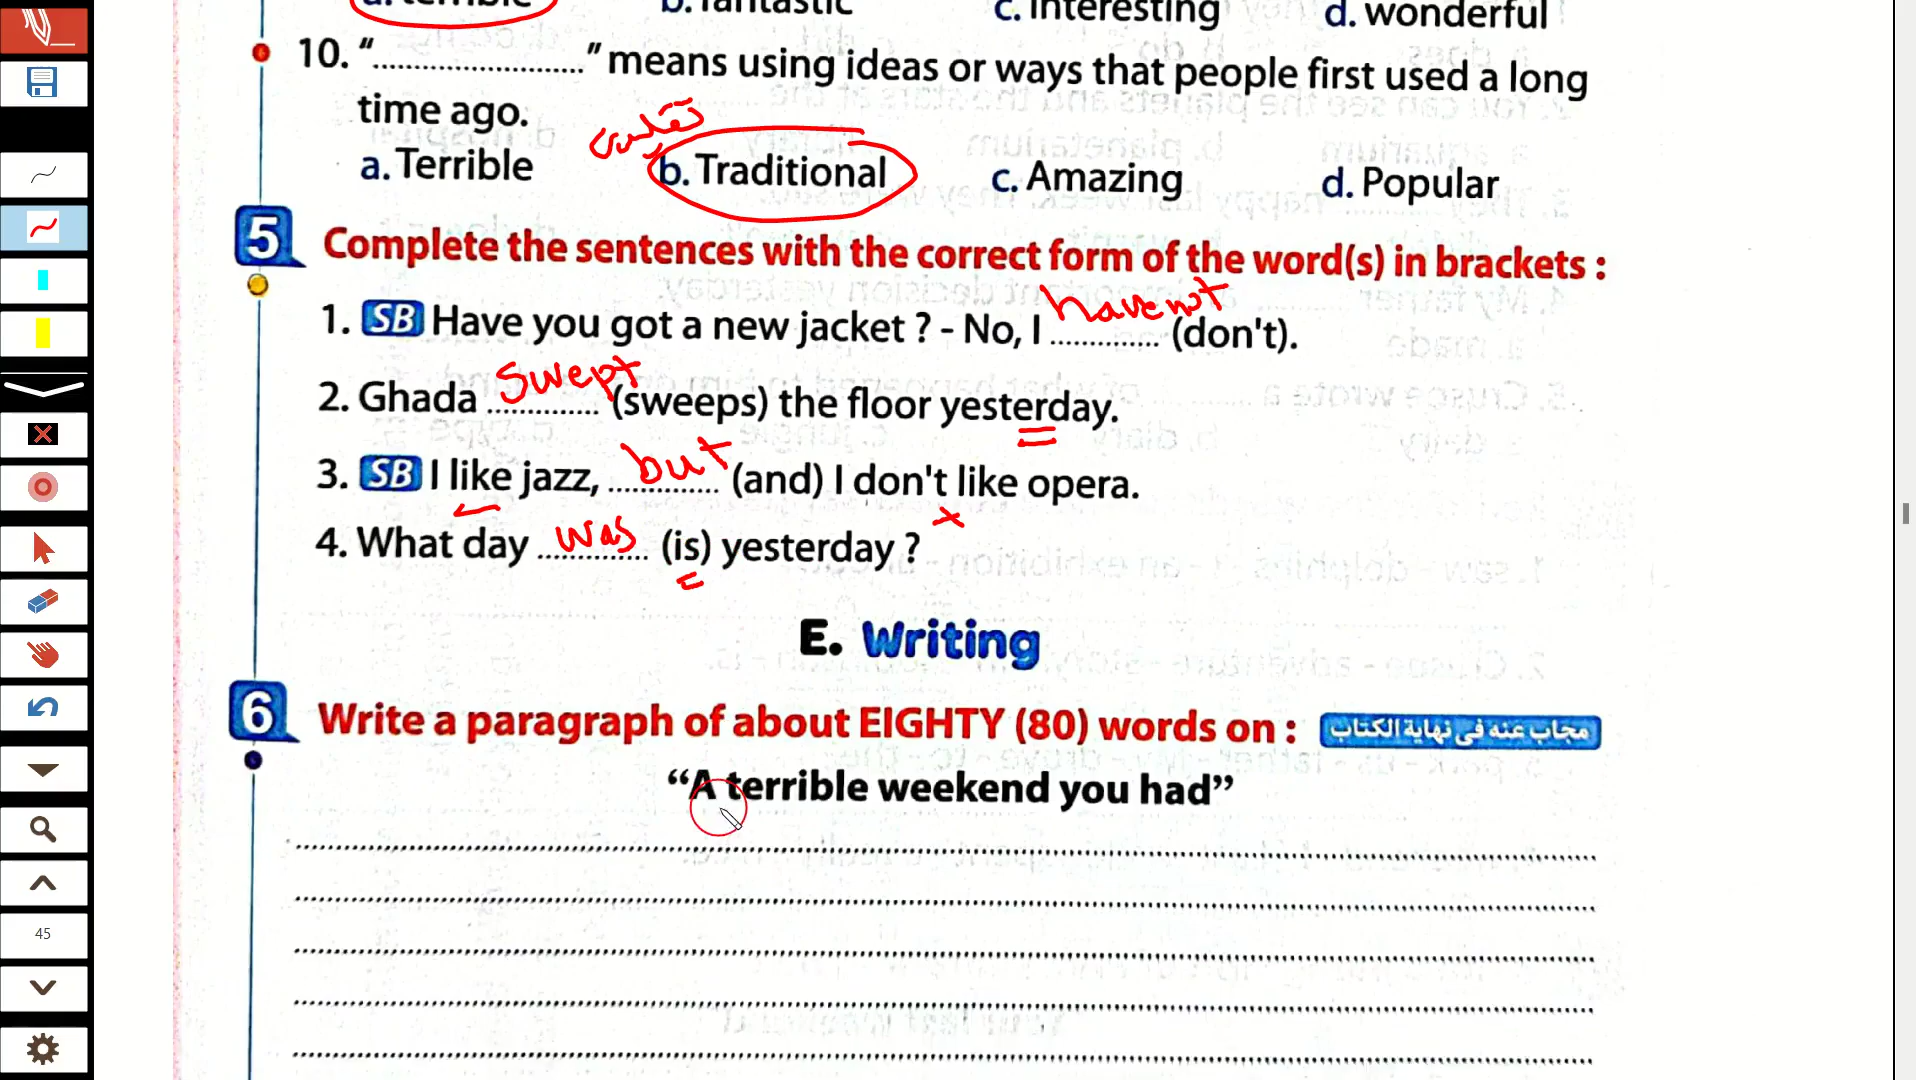 a. terrible b. fantastic c. interesting d. wonderful
10. “........................” means using ideas or ways that people first used a long
time ago.
تقليدي
a. Terrible b. Traditional c. Amazing d. Popular
5 Complete the sentences with the correct form of the word(s) in brackets :
1. SB Have you got a new jacket ? - No, I ............. have not (don't).
2. Ghada ............. swept (sweeps) the floor yesterday.
3. SB I like jazz, ............. but (and) I don't like opera.
4. What day ............. was (is) yesterday ?
E. Writing
6 Write a paragraph of about EIGHTY (80) words on : مجاب عنه في نهاية الكتاب
“A terrible weekend you had”
45